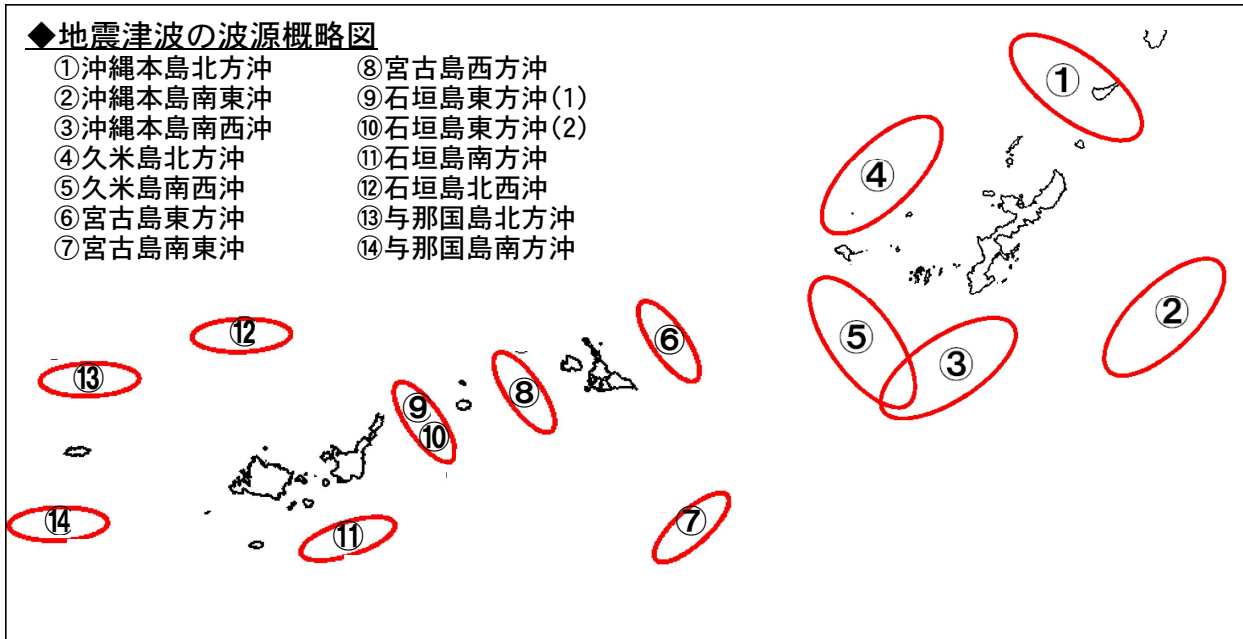 ◆地震津波の波源概略図
①沖縄本島北方沖
②沖縄本島南東沖
③沖縄本島南西沖
④久米島北方沖
⑤久米島南西沖
⑥宮古島東方沖
⑦宮古島南東沖
⑧宮古島西方沖
⑨石垣島東方沖(1)
⑩石垣島東方沖(2)
⑪石垣島南方沖
⑫石垣島北西沖
⑬与那国島北方沖
⑭与那国島南方沖
①
④
②
⑤
③
⑥
⑧
⑫
⑬
⑨
⑩
⑦
⑭
⑪